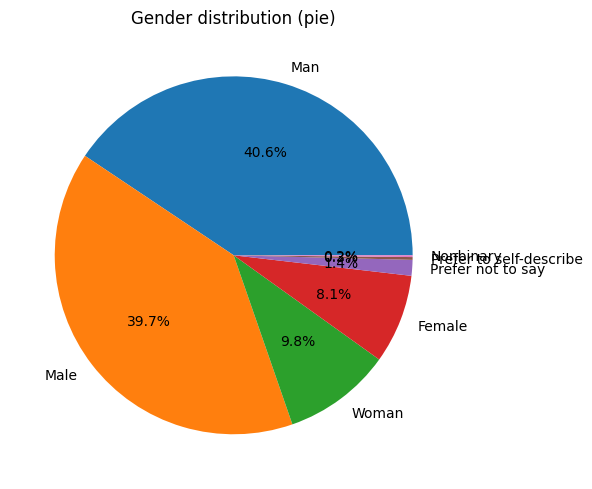 Gender distribution (pie)
Man
40.6%
Male
39.7%
Woman
9.8%
Female
8.1%
Prefer not to say
1.4%
Prefer to self-describe
Nonbinary